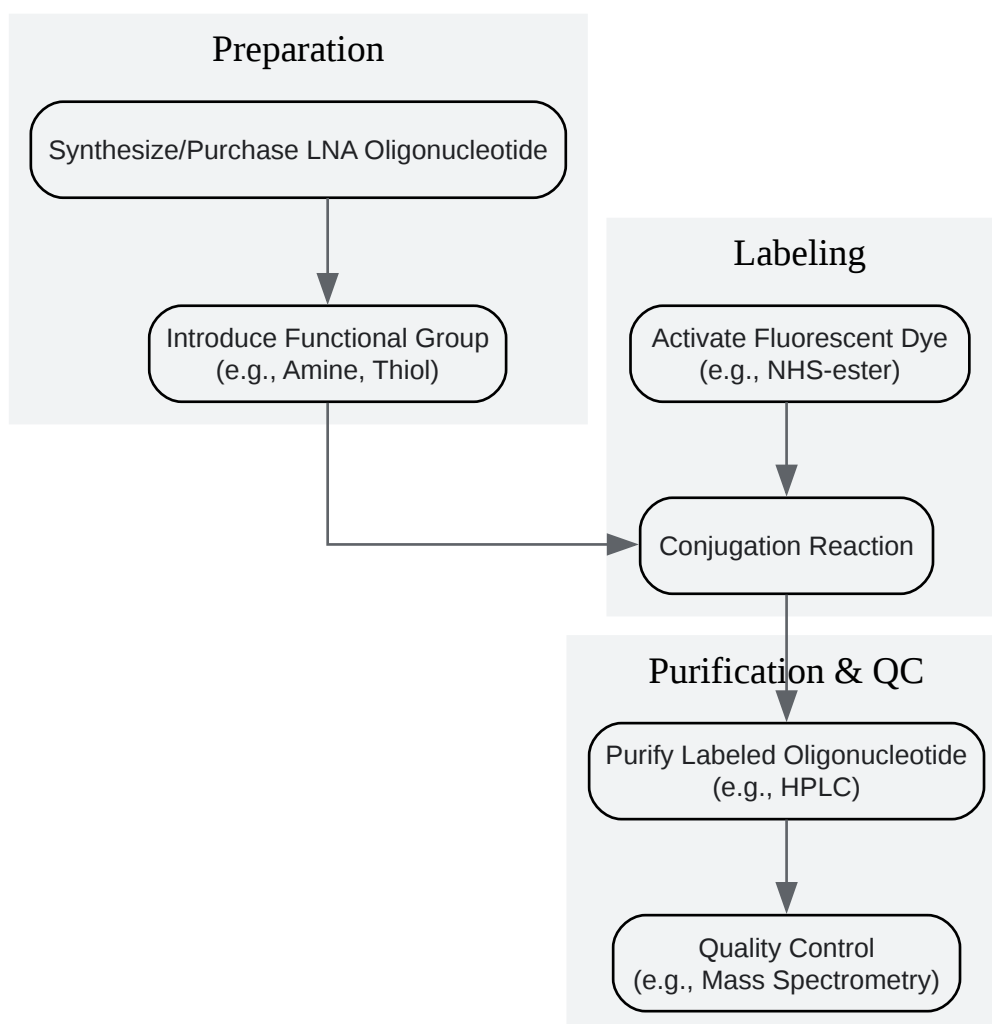 Preparation
Synthesize/Purchase LNA Oligonucleotide
Introduce Functional Group
(e.g., Amine, Thiol)
Labeling
Activate Fluorescent Dye
(e.g., NHS-ester)
Conjugation Reaction
Purification & QC
Purify Labeled Oligonucleotide
(e.g., HPLC)
Quality Control
(e.g., Mass Spectrometry)